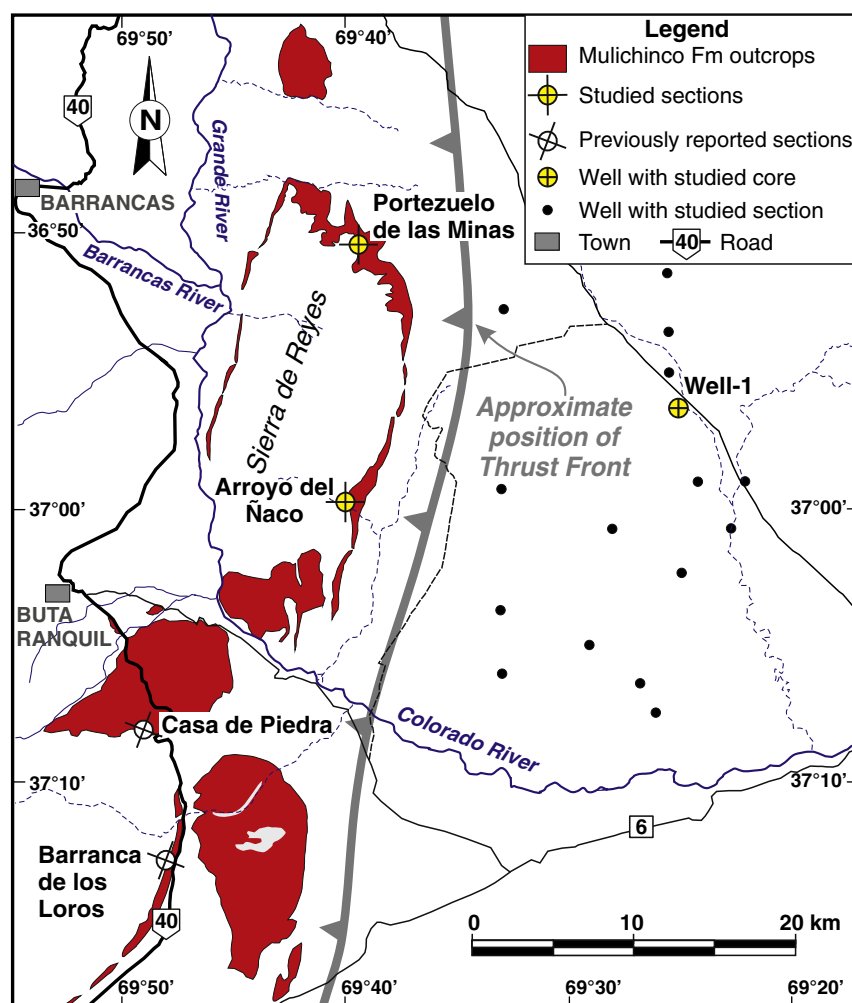 69°50'
69°40'
Legend
Mulichinco Fm outcrops
Studied sections
Previously reported sections
Well with studied core
Well with studied section
Town
40
Road
40
N
Grande River
BARRANCAS
36°50'
Barrancas River
Portezuelo
de las Minas
Sierra de Reyes
Well-1
Approximate
position of
Thrust Front
Arroyo del
Ñaco
37°00'
37°00'
BUTA
RANQUIL
Casa de Piedra
Colorado River
37°10'
37°10'
6
Barranca
de los
Loros
40
0 10 20 km
69°50'
69°40'
69°30'
69°20'